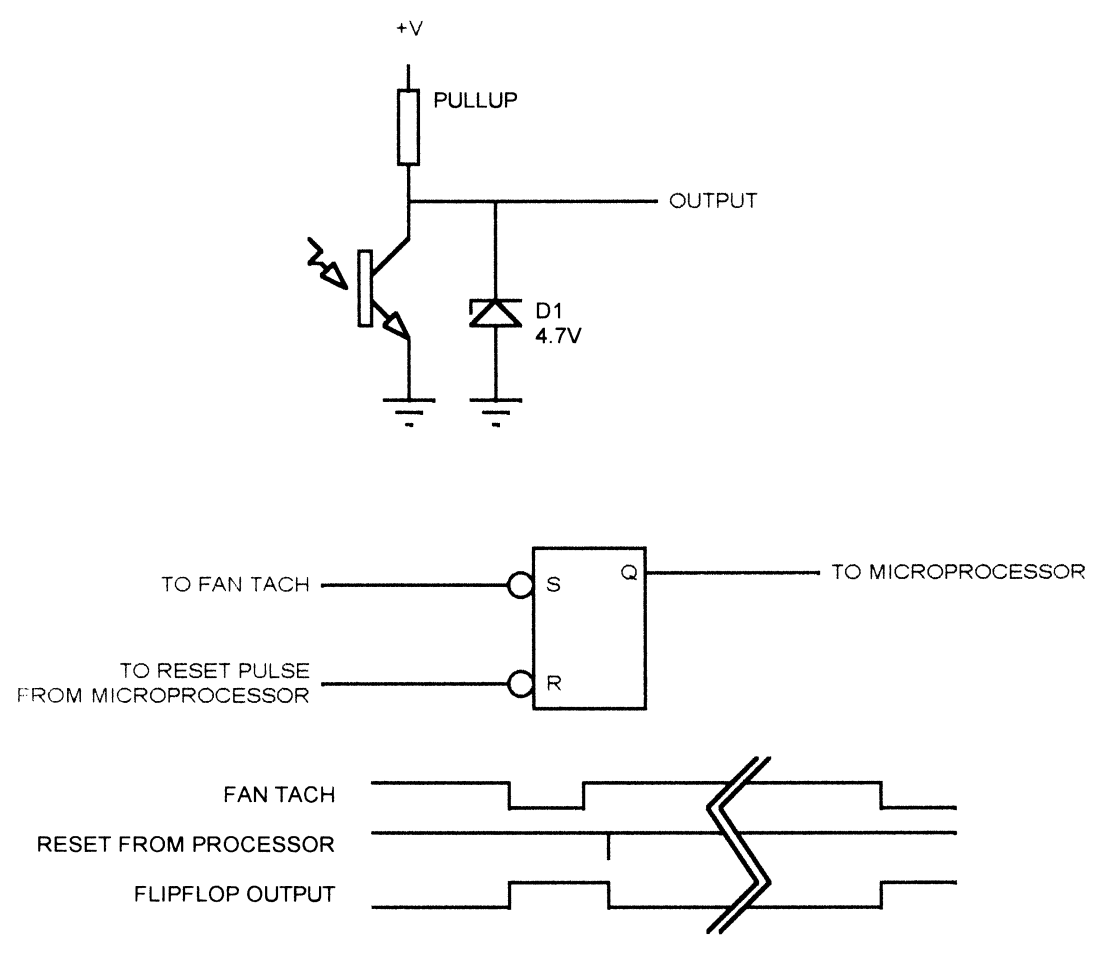 +V
PULLUP
OUTPUT
D1
4.7V
TO FAN TACH
S
Q
TO MICROPROCESSOR
TO RESET PULSE
FROM MICROPROCESSOR
R
FAN TACH
RESET FROM PROCESSOR
FLIPFLOP OUTPUT